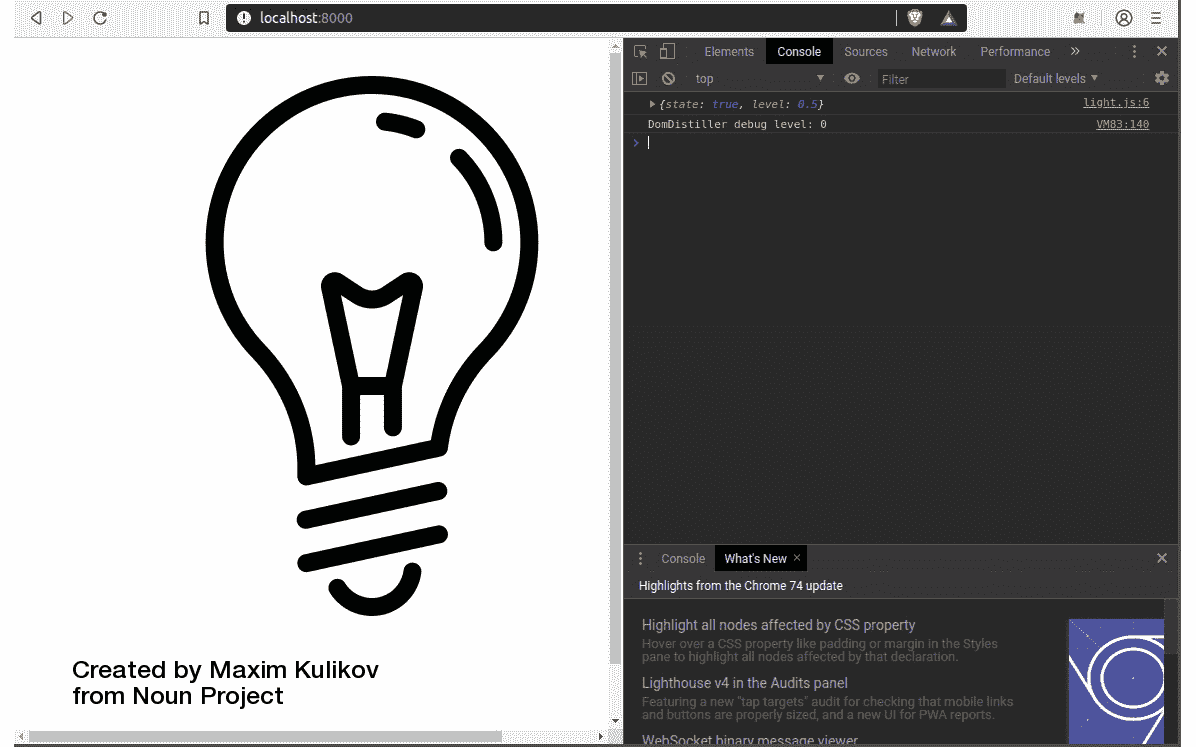 localhost:8000
Elements Console Sources Network Performance »
top Filter Default levels
{state: true, level: 0.5} light.js:6
DomDistiller debug level: 0 VM83:140
Console What's New ×
Highlights from the Chrome 74 update
Highlight all nodes affected by CSS property
Hover over a CSS property like padding or margin in the Styles
pane to highlight all nodes affected by that declaration.
Lighthouse v4 in the Audits panel
Featuring a new "tap targets" audit for checking that mobile links
and buttons are properly sized, and a new UI for PWA reports.
WebSocket binary message viewer
Created by Maxim Kulikov
from Noun Project